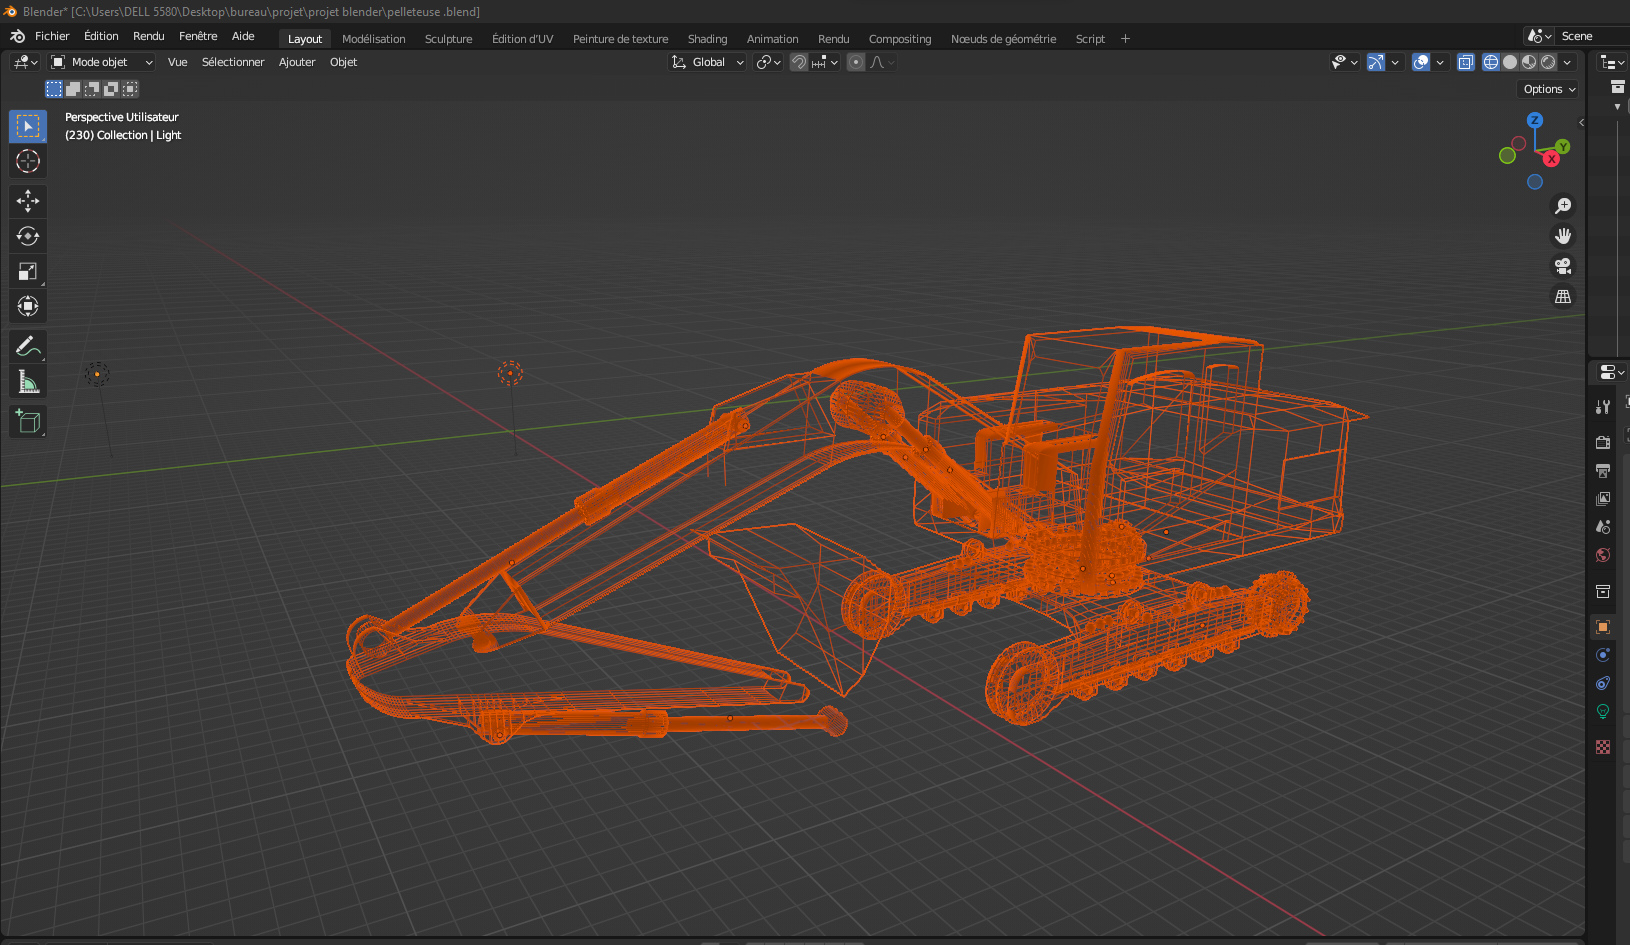 Blender* [C:\Users\DELL 5580\Desktop\bureau\projet\projet blender\pelleteuse .blend]
Fichier Édition Rendu Fenêtre Aide Layout Modélisation Sculpture Édition d'UV Peinture de texture Shading Animation Rendu Compositing Nœuds de géométrie Script + Scene
Mode objet Vue Sélectionner Ajouter Objet Global
Options
Perspective Utilisateur
(230) Collection | Light
Z
Y
X